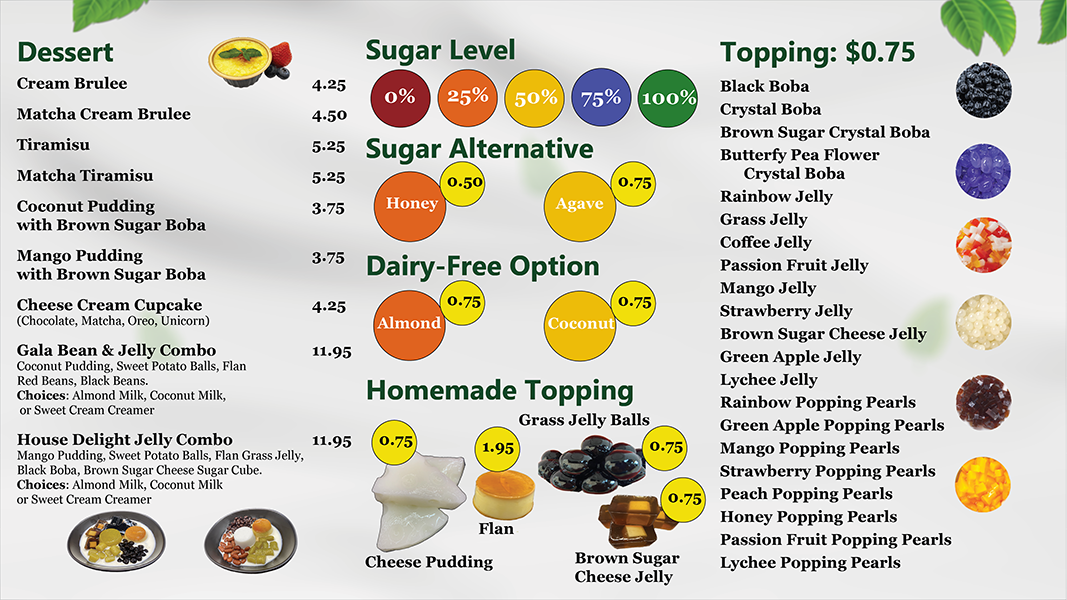 Dessert
Cream Brulee 4.25
Matcha Cream Brulee 4.50
Tiramisu 5.25
Matcha Tiramisu 5.25
Coconut Pudding 3.75
with Brown Sugar Boba
Mango Pudding 3.75
with Brown Sugar Boba
Cheese Cream Cupcake 4.25
(Chocolate, Matcha, Oreo, Unicorn)
Gala Bean & Jelly Combo 11.95
Coconut Pudding, Sweet Potato Balls, Flan
Red Beans, Black Beans.
Choices: Almond Milk, Coconut Milk,
or Sweet Cream Creamer
House Delight Jelly Combo 11.95
Mango Pudding, Sweet Potato Balls, Flan Grass Jelly,
Black Boba, Brown Sugar Cheese Sugar Cube.
Choices: Almond Milk, Coconut Milk
or Sweet Cream Creamer
Sugar Level
0% 25% 50% 75% 100%
Sugar Alternative
Honey 0.50 Agave 0.75
Dairy-Free Option
Almond 0.75 Coconut 0.75
Homemade Topping
0.75
Cheese Pudding
1.95
Flan
Grass Jelly Balls
0.75
0.75
Brown Sugar
Cheese Jelly
Topping: $0.75
Black Boba
Crystal Boba
Brown Sugar Crystal Boba
Butterfy Pea Flower
Crystal Boba
Rainbow Jelly
Grass Jelly
Coffee Jelly
Passion Fruit Jelly
Mango Jelly
Strawberry Jelly
Brown Sugar Cheese Jelly
Green Apple Jelly
Lychee Jelly
Rainbow Popping Pearls
Green Apple Popping Pearls
Mango Popping Pearls
Strawberry Popping Pearls
Peach Popping Pearls
Honey Popping Pearls
Passion Fruit Popping Pearls
Lychee Popping Pearls